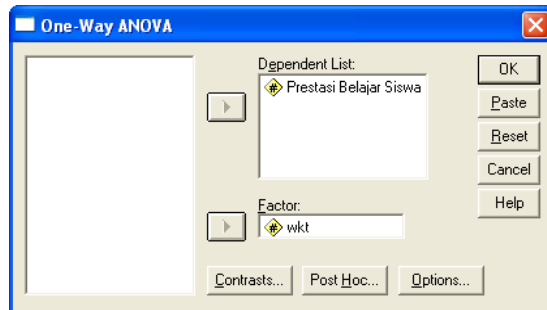 One-Way ANOVA
Dependent List:
# Prestasi Belajar Siswa
Factor:
# wkt
OK
Paste
Reset
Cancel
Help
Contrasts...
Post Hoc...
Options...